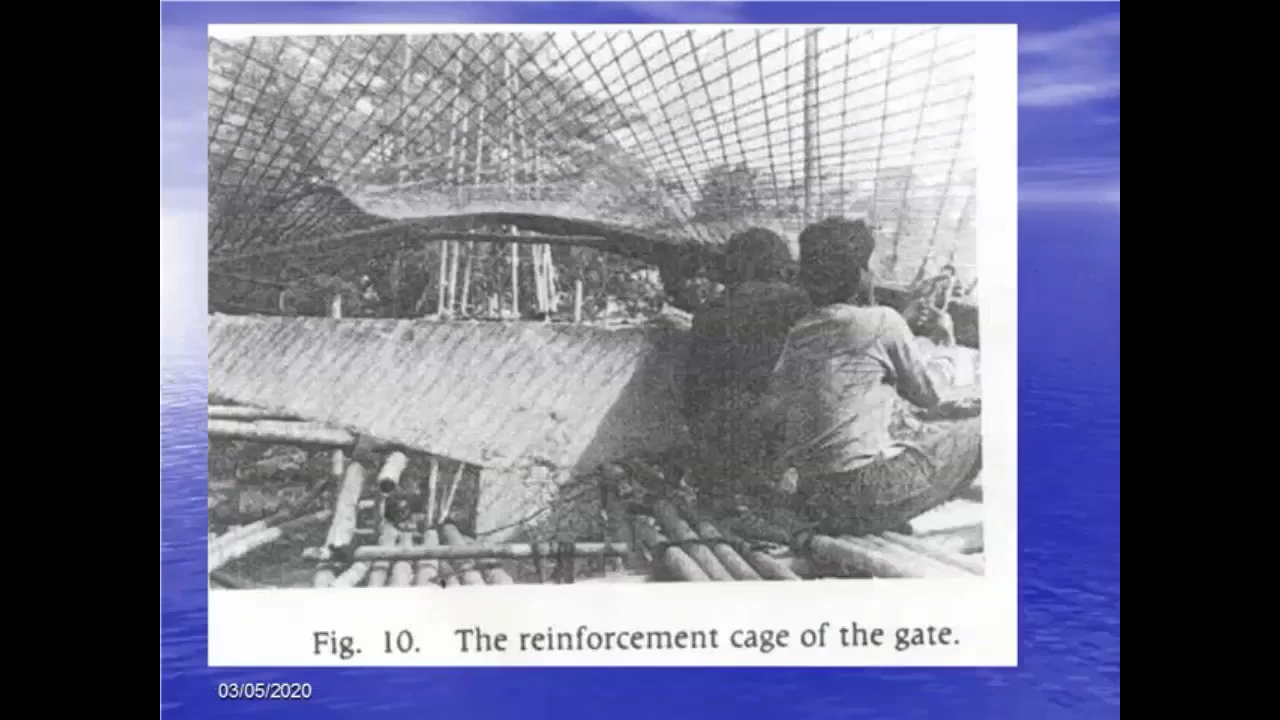 Fig. 10. The reinforcement cage of the gate.
03/05/2020